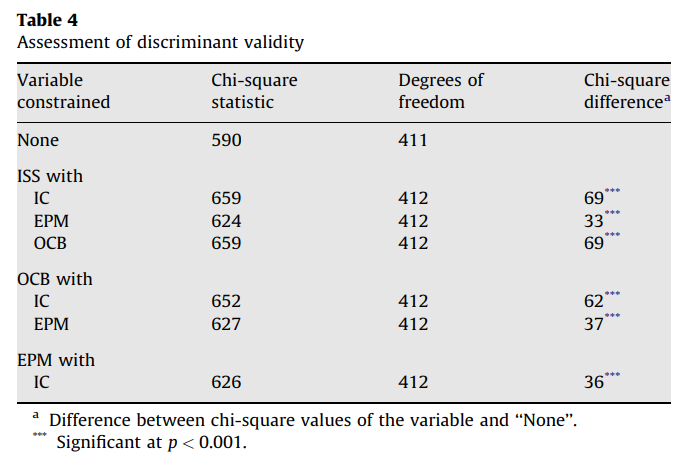 Table 4
Assessment of discriminant validity
Variable constrained Chi-square statistic Degrees of freedom Chi-square difference^a
None 590 411
ISS with
IC 659 412 69***
EPM 624 412 33***
OCB 659 412 69***
OCB with
IC 652 412 62***
EPM 627 412 37***
EPM with
IC 626 412 36***
^a Difference between chi-square values of the variable and “None”.
*** Significant at p < 0.001.